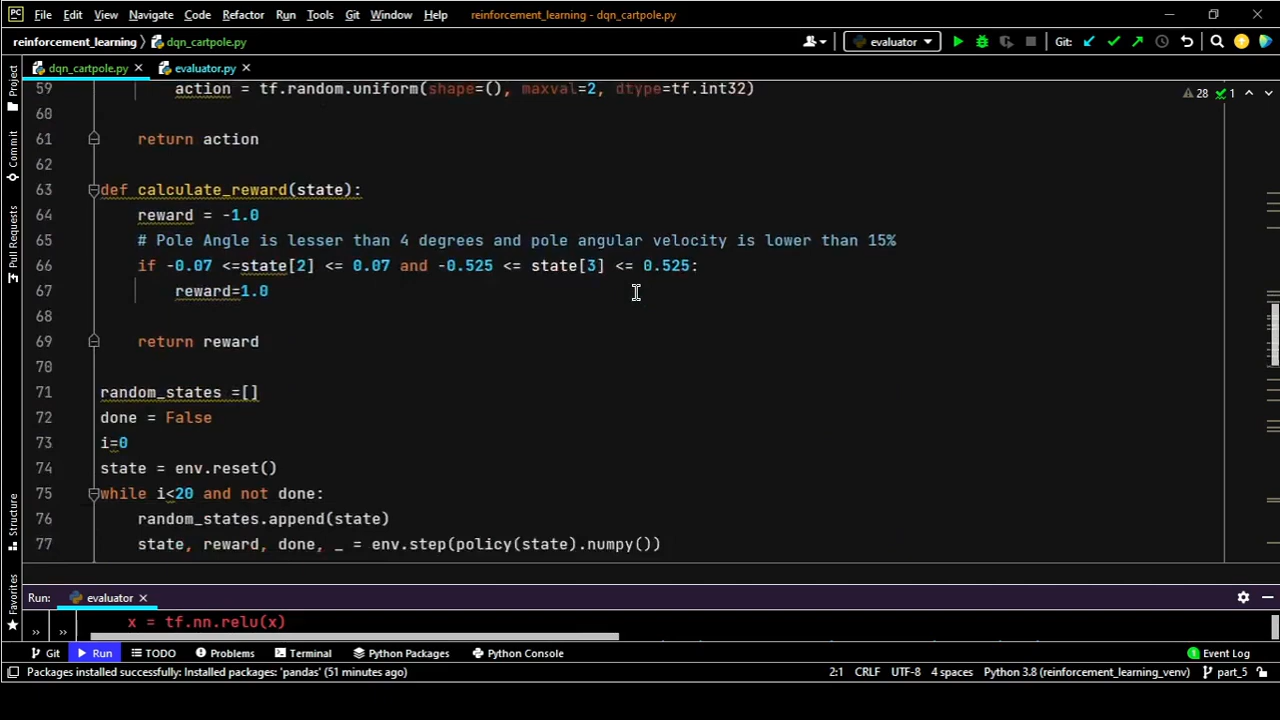 PC File Edit View Navigate Code Refactor Run Tools Git Window Help reinforcement_learning - dqn_cartpole.py
reinforcement_learning dqn_cartpole.py evaluator Git:
dqn_cartpole.py evaluator.py
28 1
59 action = tf.random.uniform(shape=(), maxval=2, dtype=tf.int32)
60
61 return action
62
63 def calculate_reward(state):
64 reward = -1.0
65 # Pole Angle is lesser than 4 degrees and pole angular velocity is lower than 15%
66 if -0.07 <=state[2] <= 0.07 and -0.525 <= state[3] <= 0.525:
67 reward=1.0
68
69 return reward
70
71 random_states =[]
72 done = False
73 i=0
74 state = env.reset()
75 while i<20 and not done:
76 random_states.append(state)
77 state, reward, done, _ = env.step(policy(state).numpy())
Project
Commit
Pull Requests
Structure
Favorites
Run: evaluator
» » x = tf.nn.relu(x)
Git Run TODO Problems Terminal Python Packages Python Console 1 Event Log
Packages installed successfully: Installed packages: 'pandas' (51 minutes ago) 2:1 CRLF UTF-8 4 spaces Python 3.8 (reinforcement_learning_venv) part_5